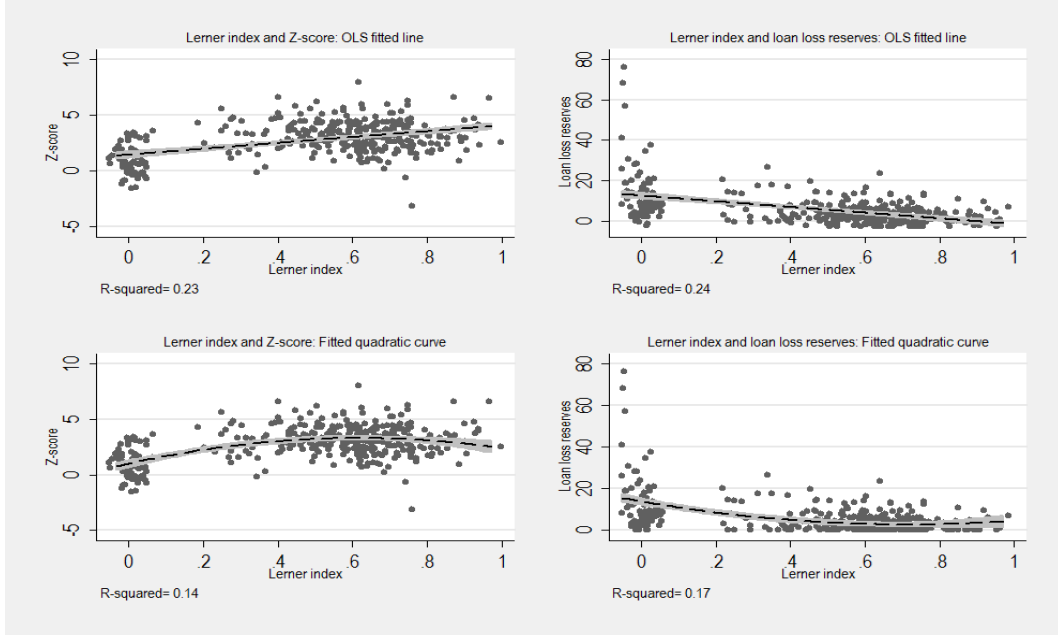 Lerner index and Z-score: OLS fitted line
Z-score
10
5
0
-5
0 .2 .4 .6 .8 1
Lerner index
R-squared= 0.23
Lerner index and loan loss reserves: OLS fitted line
Loan loss reserves
80
60
40
20
0
0 .2 .4 .6 .8 1
Lerner index
R-squared= 0.24
Lerner index and Z-score: Fitted quadratic curve
Z-score
10
5
0
-5
0 .2 .4 .6 .8 1
Lerner index
R-squared= 0.14
Lerner index and loan loss reserves: Fitted quadratic curve
Loan loss reserves
80
60
40
20
0
0 .2 .4 .6 .8 1
Lerner index
R-squared= 0.17